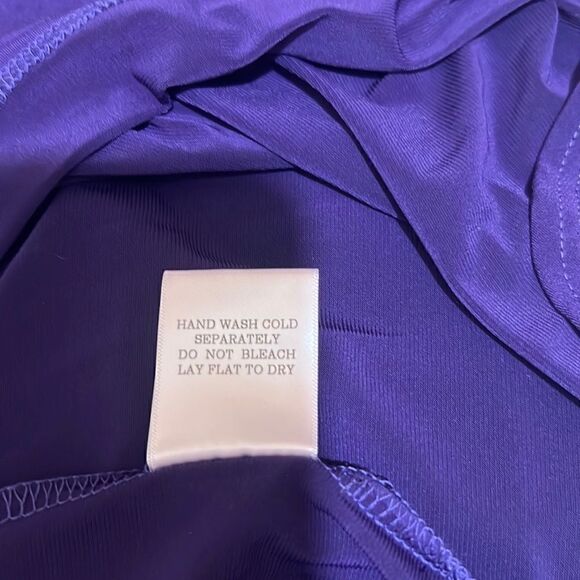 HAND WASH COLD
SEPARATELY
DO NOT BLEACH
LAY FLAT TO DRY